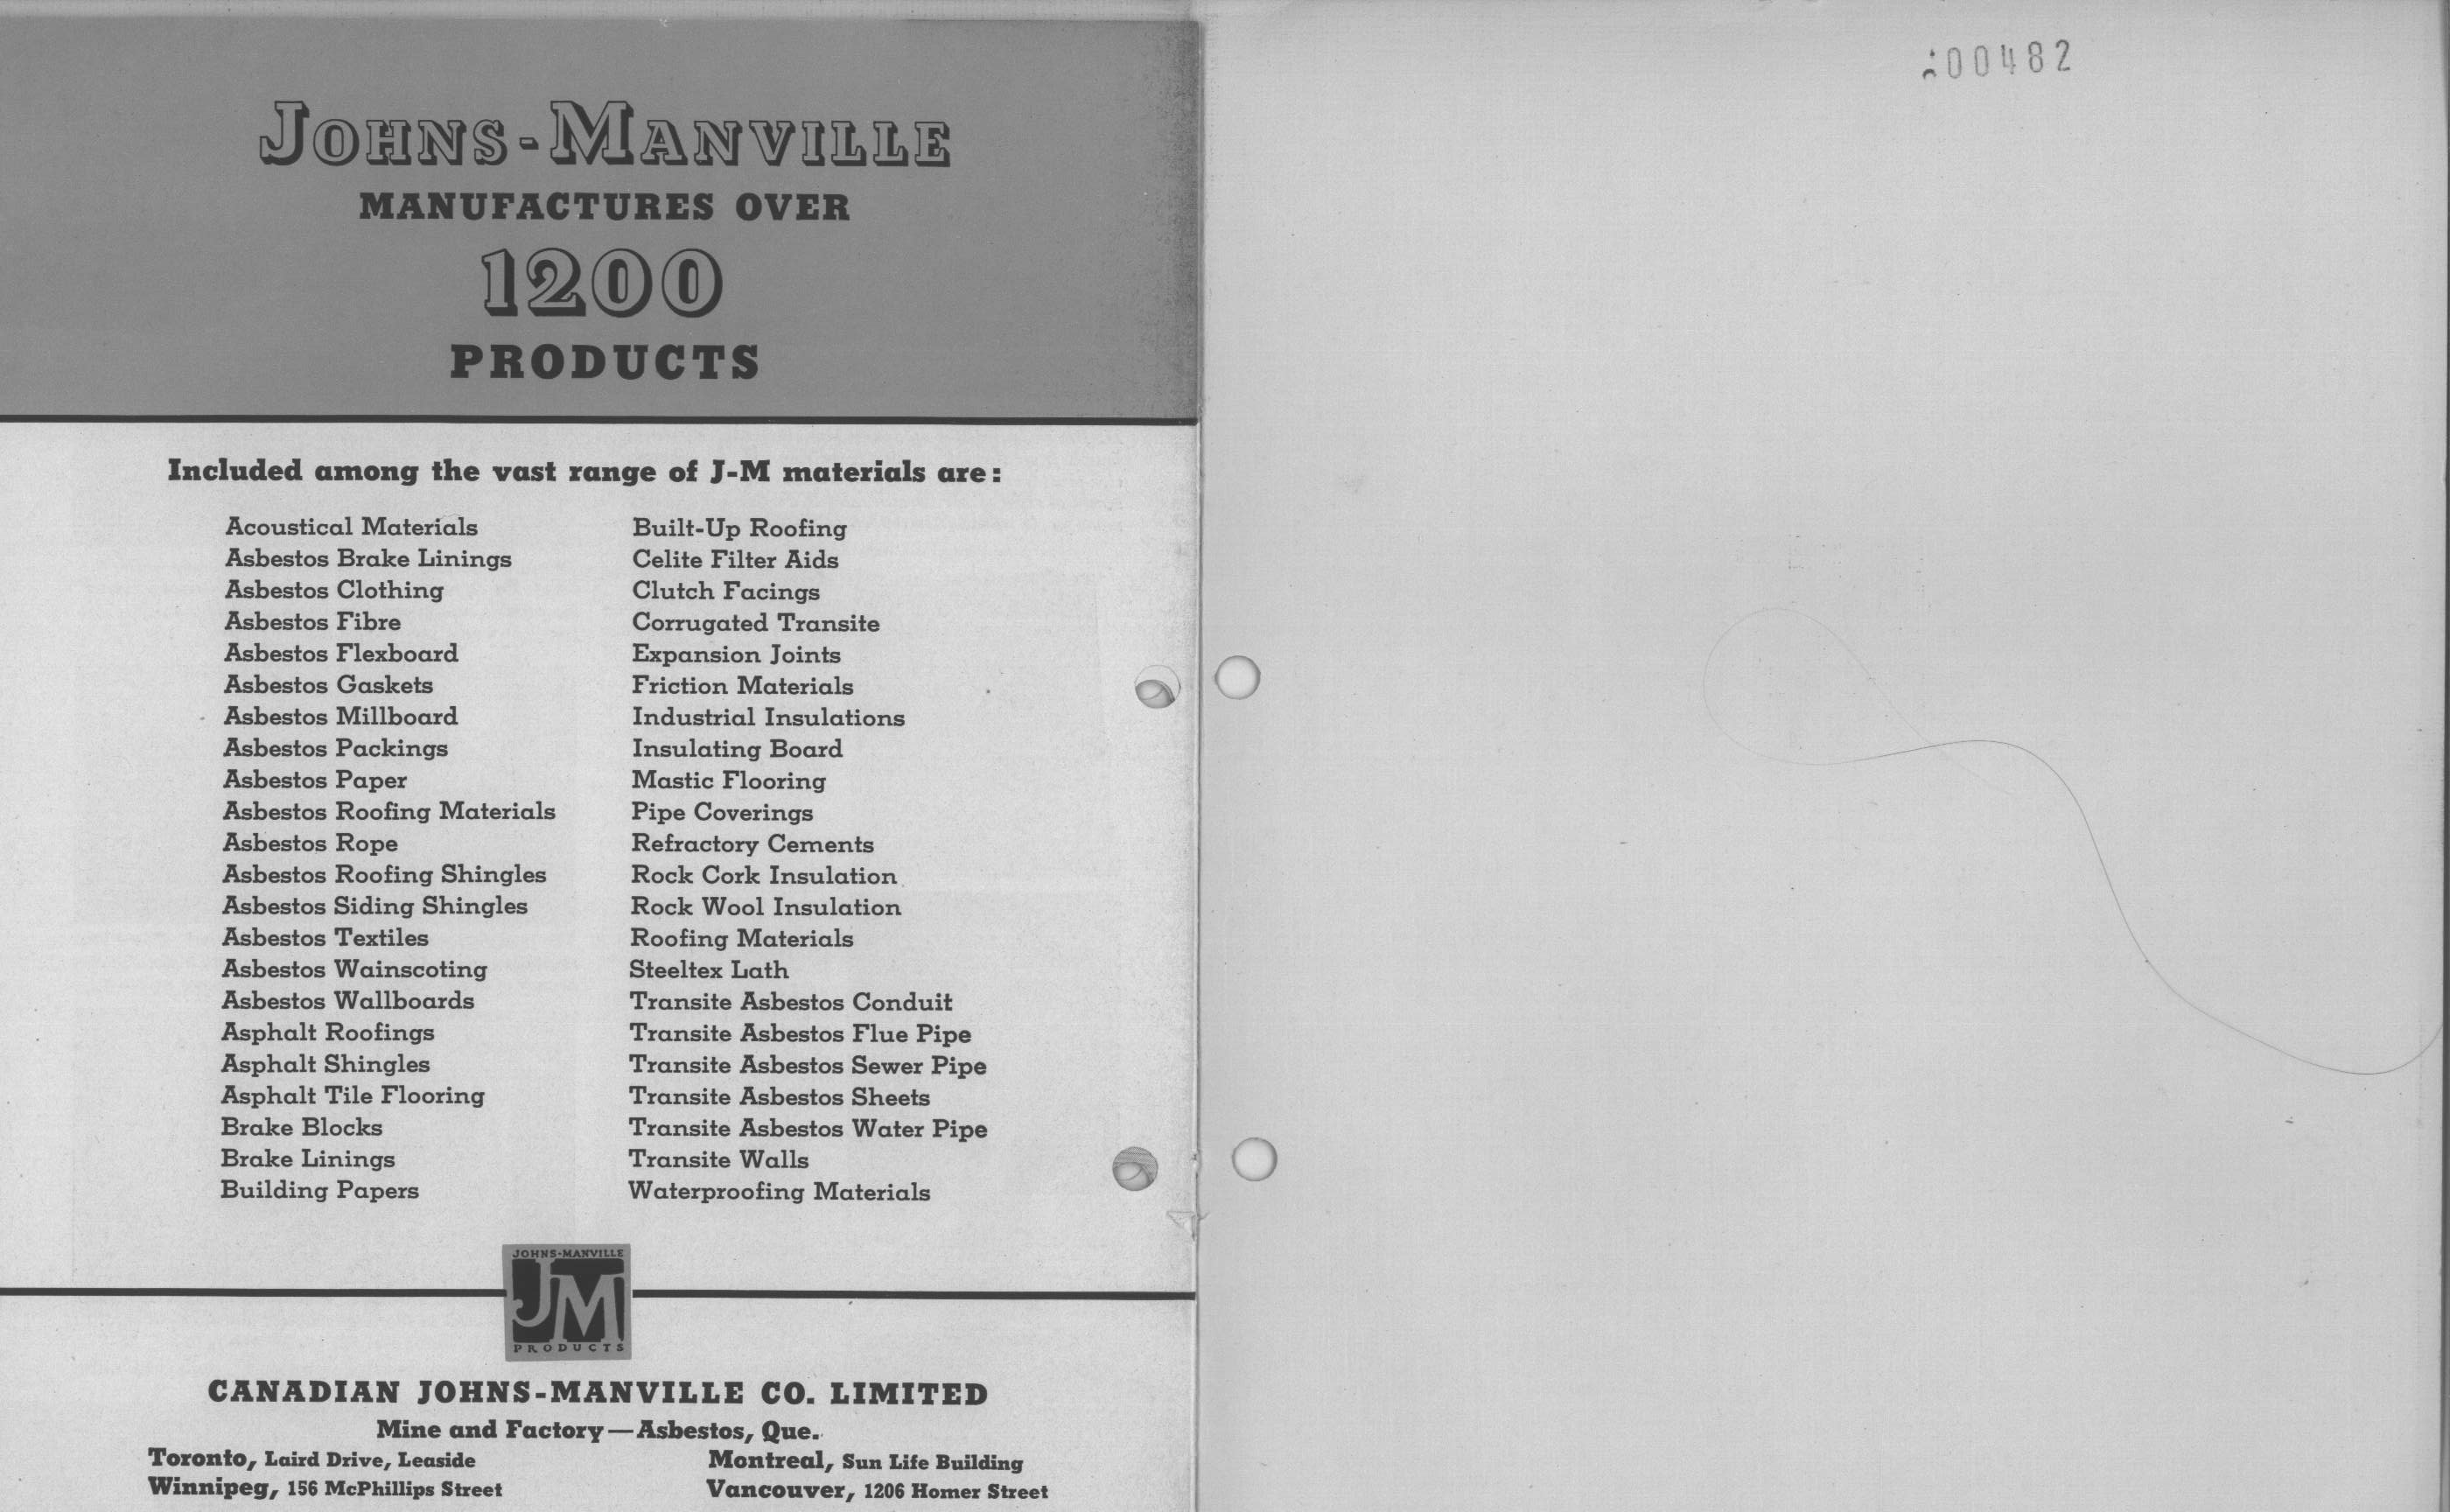 JOHNS-MANVILLE
MANUFACTURES OVER
1200
PRODUCTS
Included among the vast range of J-M materials are:
Acoustical Materials
Asbestos Brake Linings
Asbestos Clothing
Asbestos Fibre
Asbestos Flexboard
Asbestos Gaskets
Asbestos Millboard
Asbestos Packings
Asbestos Paper
Asbestos Roofing Materials
Asbestos Rope
Asbestos Roofing Shingles
Asbestos Siding Shingles
Asbestos Textiles
Asbestos Wainscoting
Asbestos Wallboards
Asphalt Roofings
Asphalt Shingles
Asphalt Tile Flooring
Brake Blocks
Brake Linings
Building Papers
Built-Up Roofing
Celite Filter Aids
Clutch Facings
Corrugated Transite
Expansion Joints
Friction Materials
Industrial Insulations
Insulating Board
Mastic Flooring
Pipe Coverings
Refractory Cements
Rock Cork Insulation
Rock Wool Insulation
Roofing Materials
Steeltex Lath
Transite Asbestos Conduit
Transite Asbestos Flue Pipe
Transite Asbestos Sewer Pipe
Transite Asbestos Sheets
Transite Asbestos Water Pipe
Transite Walls
Waterproofing Materials
JOHNS-MANVILLE
JM
PRODUCTS
CANADIAN JOHNS-MANVILLE CO. LIMITED
Mine and Factory—Asbestos, Que.
Toronto, Laird Drive, Leaside
Winnipeg, 156 McPhillips Street
Montreal, Sun Life Building
Vancouver, 1206 Homer Street